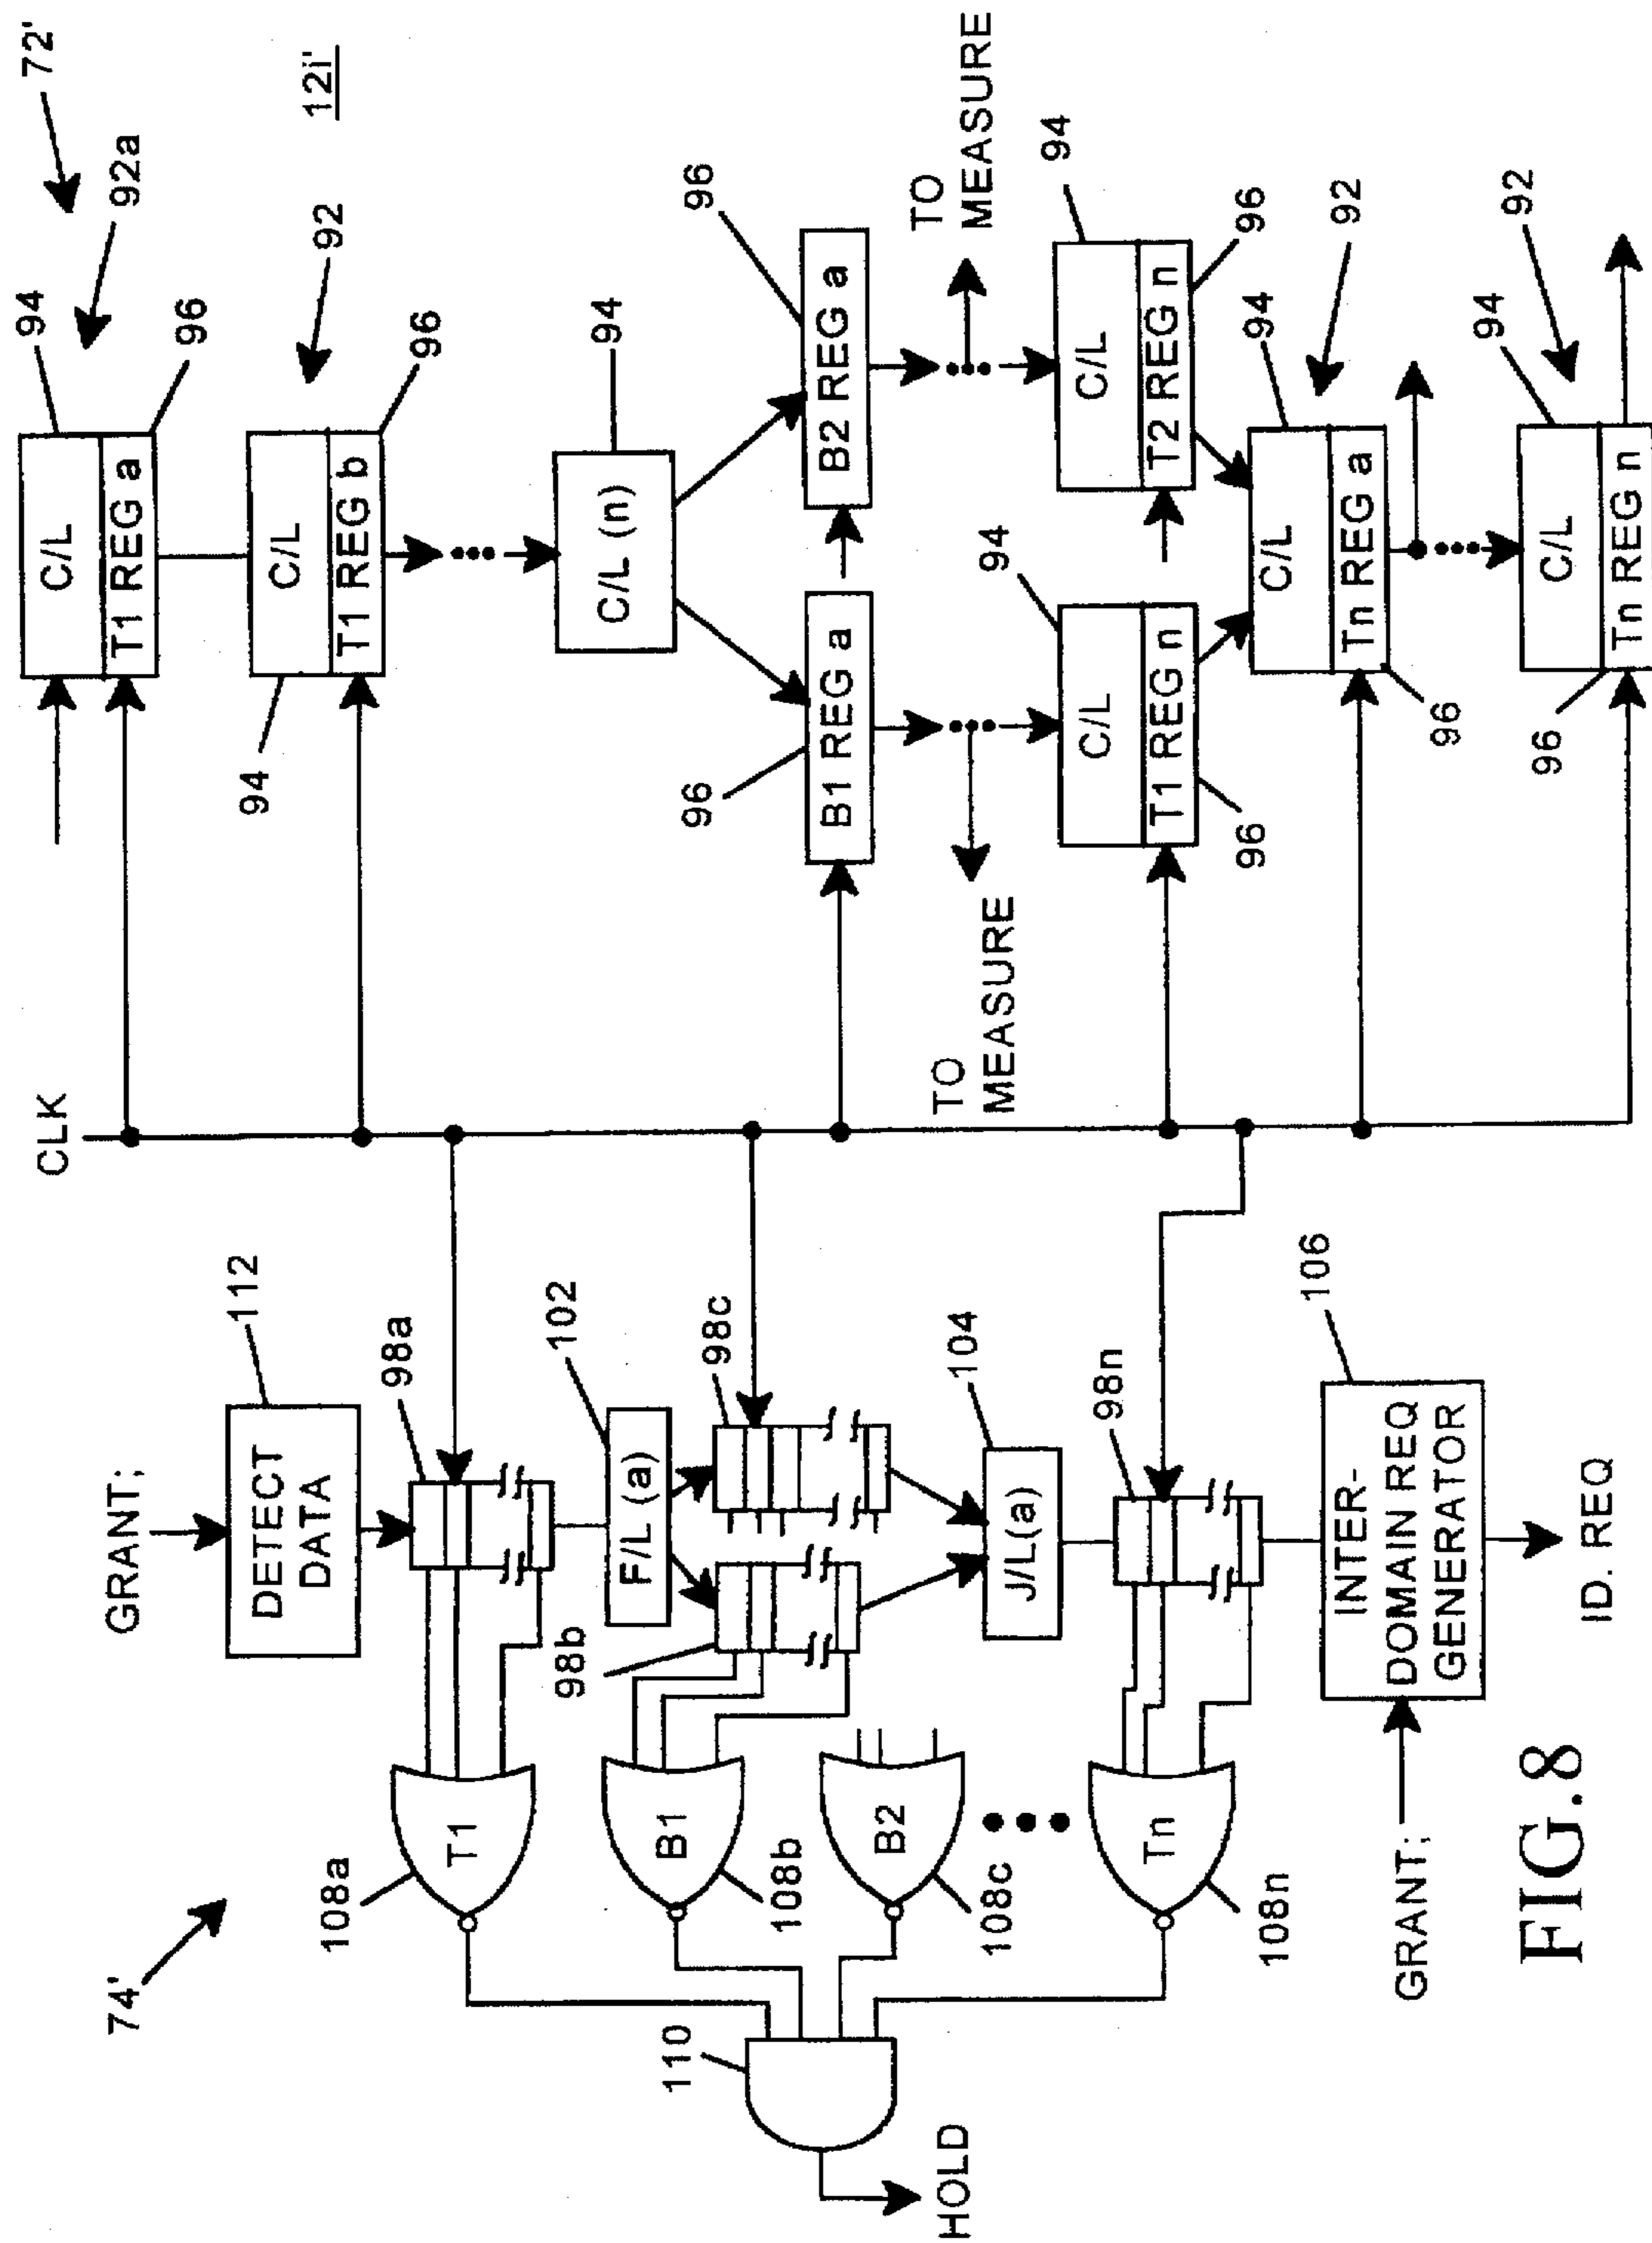 72'
92a
12i'
94
C/L
T1 REG a
96
92
C/L
T1 REG b
96
94
CLK
C/L (n)
94
B1 REG a
96
B2 REG a
96
TO
MEASURE
TO
MEASURE
94
C/L
T1 REG n
96
94
C/L
T2 REG n
96
94
92
C/L
Tn REG a
96
94
92
C/L
Tn REG n
96
74'
GRANT;
112
DETECT
DATA
98a
102
F/L (a)
98b
98c
104
J/L(a)
98n
106
INTER-
DOMAIN REQ
GENERATOR
GRANT;
ID. REQ
T1
108a
B1
108b
B2
108c
Tn
108n
110
HOLD
FIG.8